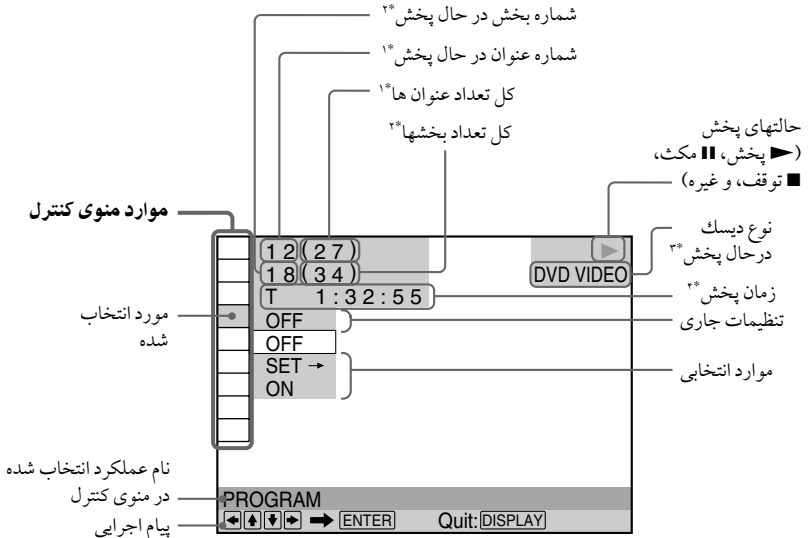 شماره بخش در حال پخش*۲
شماره عنوان در حال پخش*۱
کل تعداد عنوان ها*۱
کل تعداد بخشها*۲
حالتهای پخش
(► پخش، ❚❚ مکث،
■ توقف، و غیره)
موارد منوی کنترل
نوع دیسك
درحال پخش*۳
12(27)
18(34)
DVD VIDEO
T 1:32:55
زمان پخش*۴
OFF
تنظیمات جاری
مورد انتخاب
شده
OFF
SET →
ON
موارد انتخابی
نام عملکرد انتخاب شده
در منوی کنترل
PROGRAM
پیام اجرایی
←↑↓→ ➡ ENTER Quit: DISPLAY